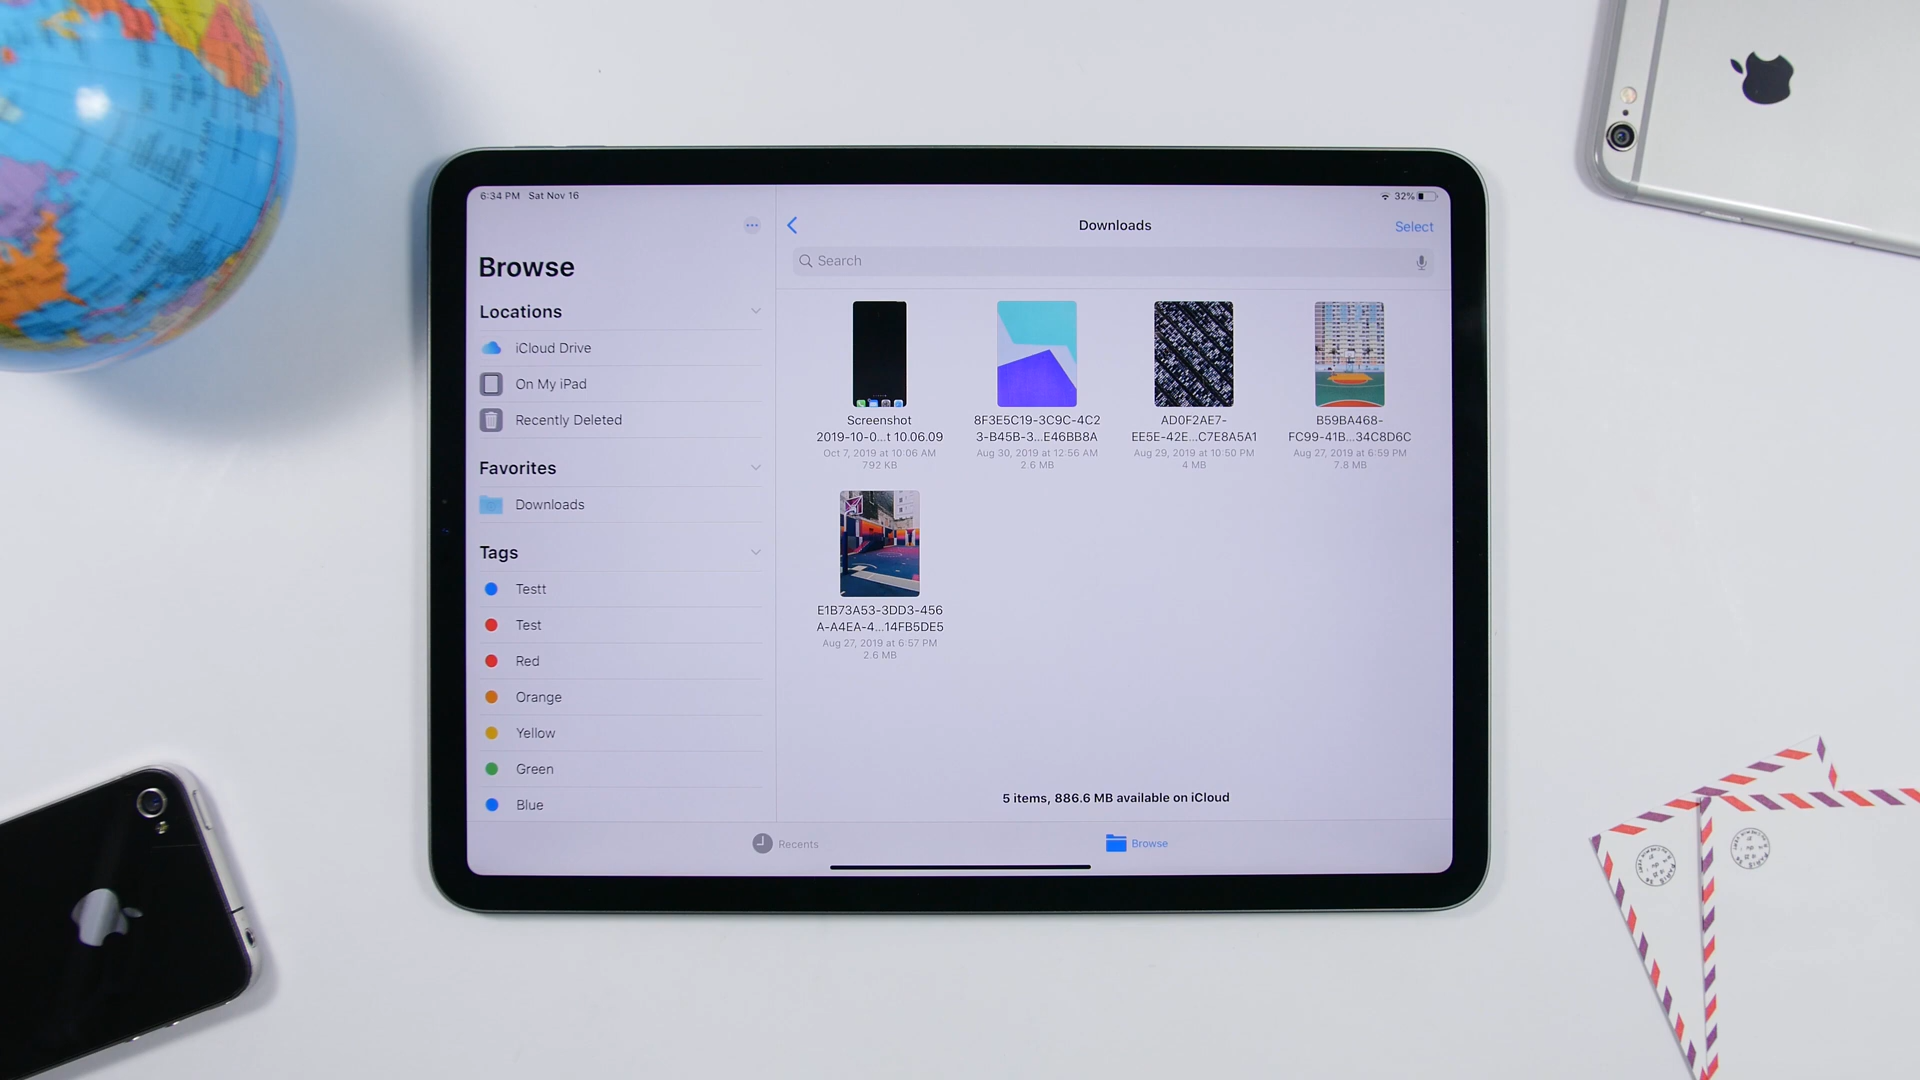 6:34 PM Sat Nov 16
32%
Browse
Locations
iCloud Drive
On My iPad
Recently Deleted
Favorites
Downloads
Tags
Testt
Test
Red
Orange
Yellow
Green
Blue
Downloads
Select
Search
Screenshot
2019-10-0...t 10.06.09
Oct 7, 2019 at 10:06 AM
792 KB
8F3E5C19-3C9C-4C2
3-B45B-3...E46BB8A
Aug 30, 2019 at 12:56 AM
2.6 MB
AD0F2AE7-
EE5E-42E...C7E8A5A1
Aug 29, 2019 at 10:50 PM
4 MB
B59BA468-
FC99-41B...34C8D6C
Aug 27, 2019 at 6:59 PM
7.8 MB
E1B73A53-3DD3-456
A-A4EA-4...14FB5DE5
Aug 27, 2019 at 6:57 PM
2.6 MB
5 items, 886.6 MB available on iCloud
Recents
Browse